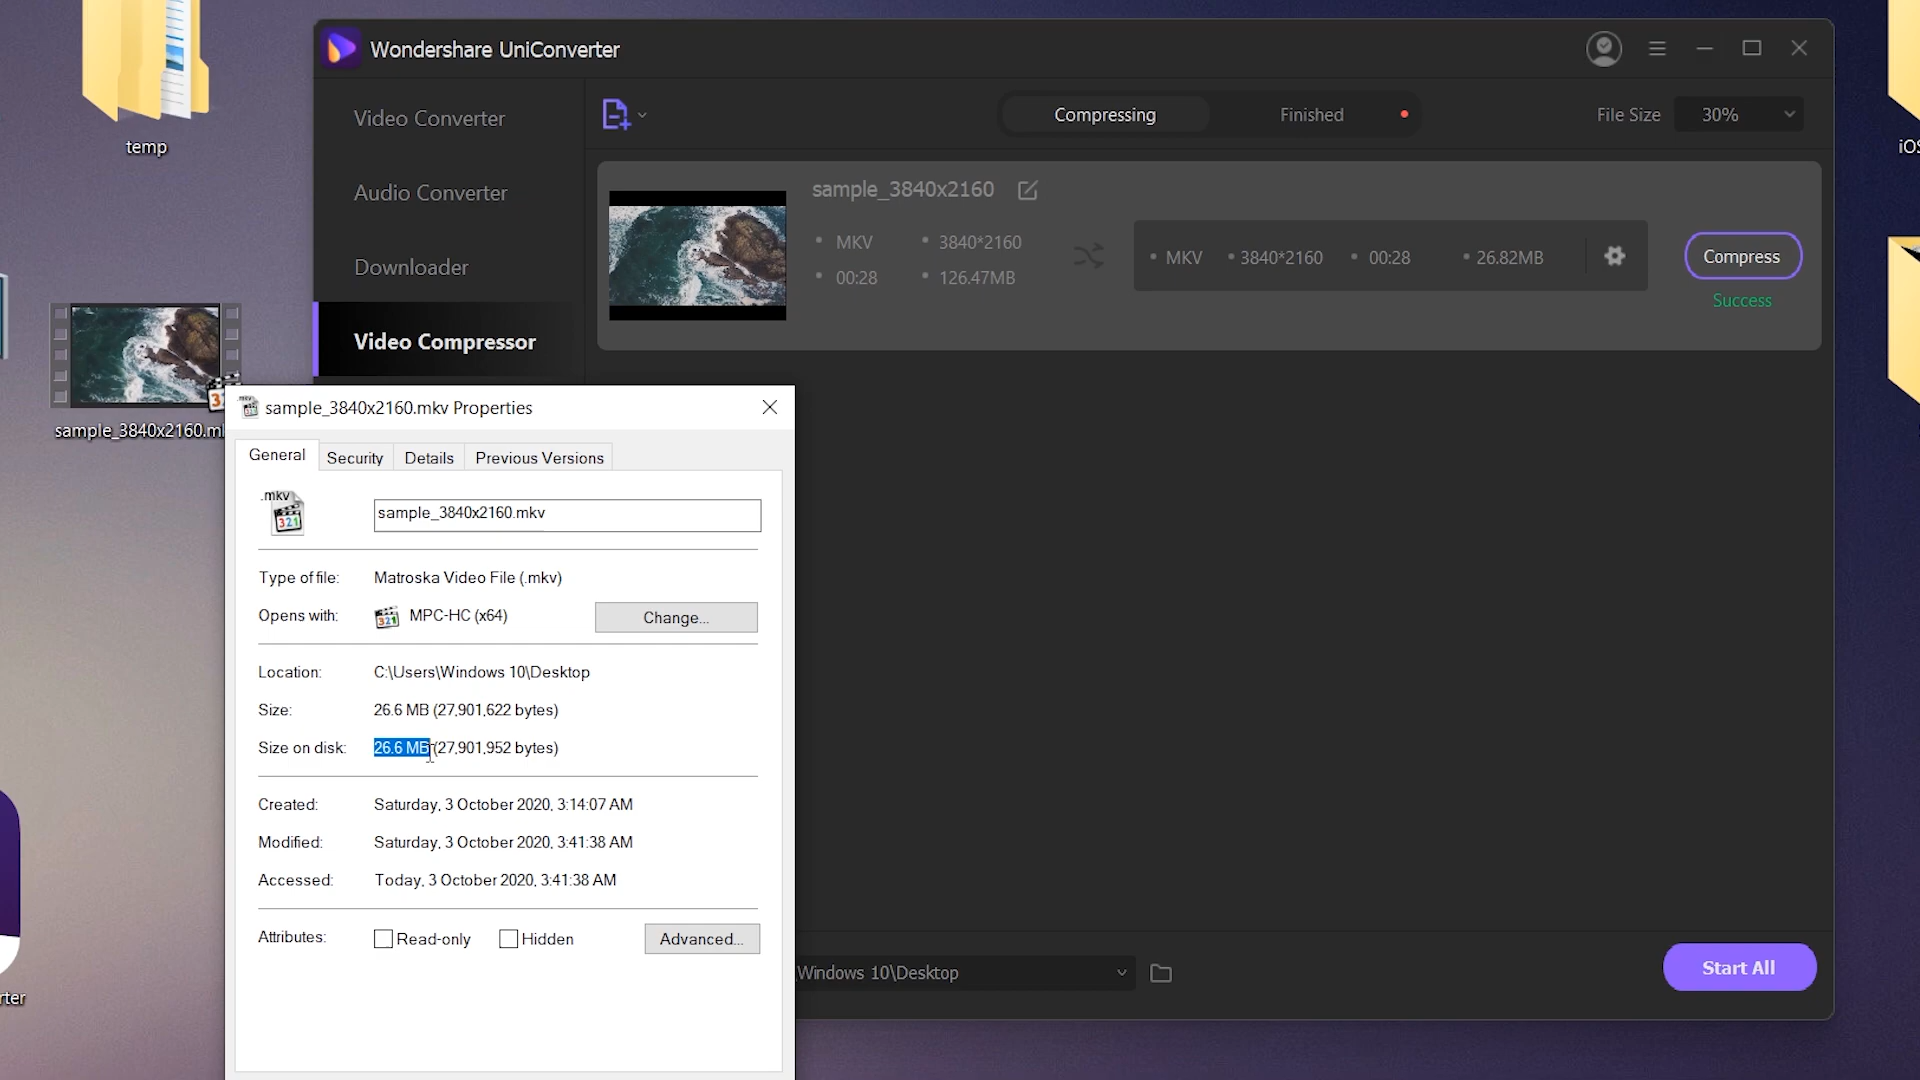 temp
sample_3840x2160.m
rter
iOS
Wondershare UniConverter
Video Converter
Audio Converter
Downloader
Video Compressor
Compressing
Finished
File Size
30%
sample_3840x2160
MKV
3840*2160
00:28
126.47MB
MKV
3840*2160
00:28
26.82MB
Compress
Success
Windows 10\Desktop
Start All
sample_3840x2160.mkv Properties
General
Security
Details
Previous Versions
.mkv
321
sample_3840x2160.mkv
Type of file:
Matroska Video File (.mkv)
Opens with:
321
MPC-HC (x64)
Change...
Location:
C:\Users\Windows 10\Desktop
Size:
26.6 MB (27,901,622 bytes)
Size on disk:
26.6 MB (27,901,952 bytes)
Created:
Saturday, 3 October 2020, 3:14:07 AM
Modified:
Saturday, 3 October 2020, 3:41:38 AM
Accessed:
Today, 3 October 2020, 3:41:38 AM
Attributes:
Read-only
Hidden
Advanced...